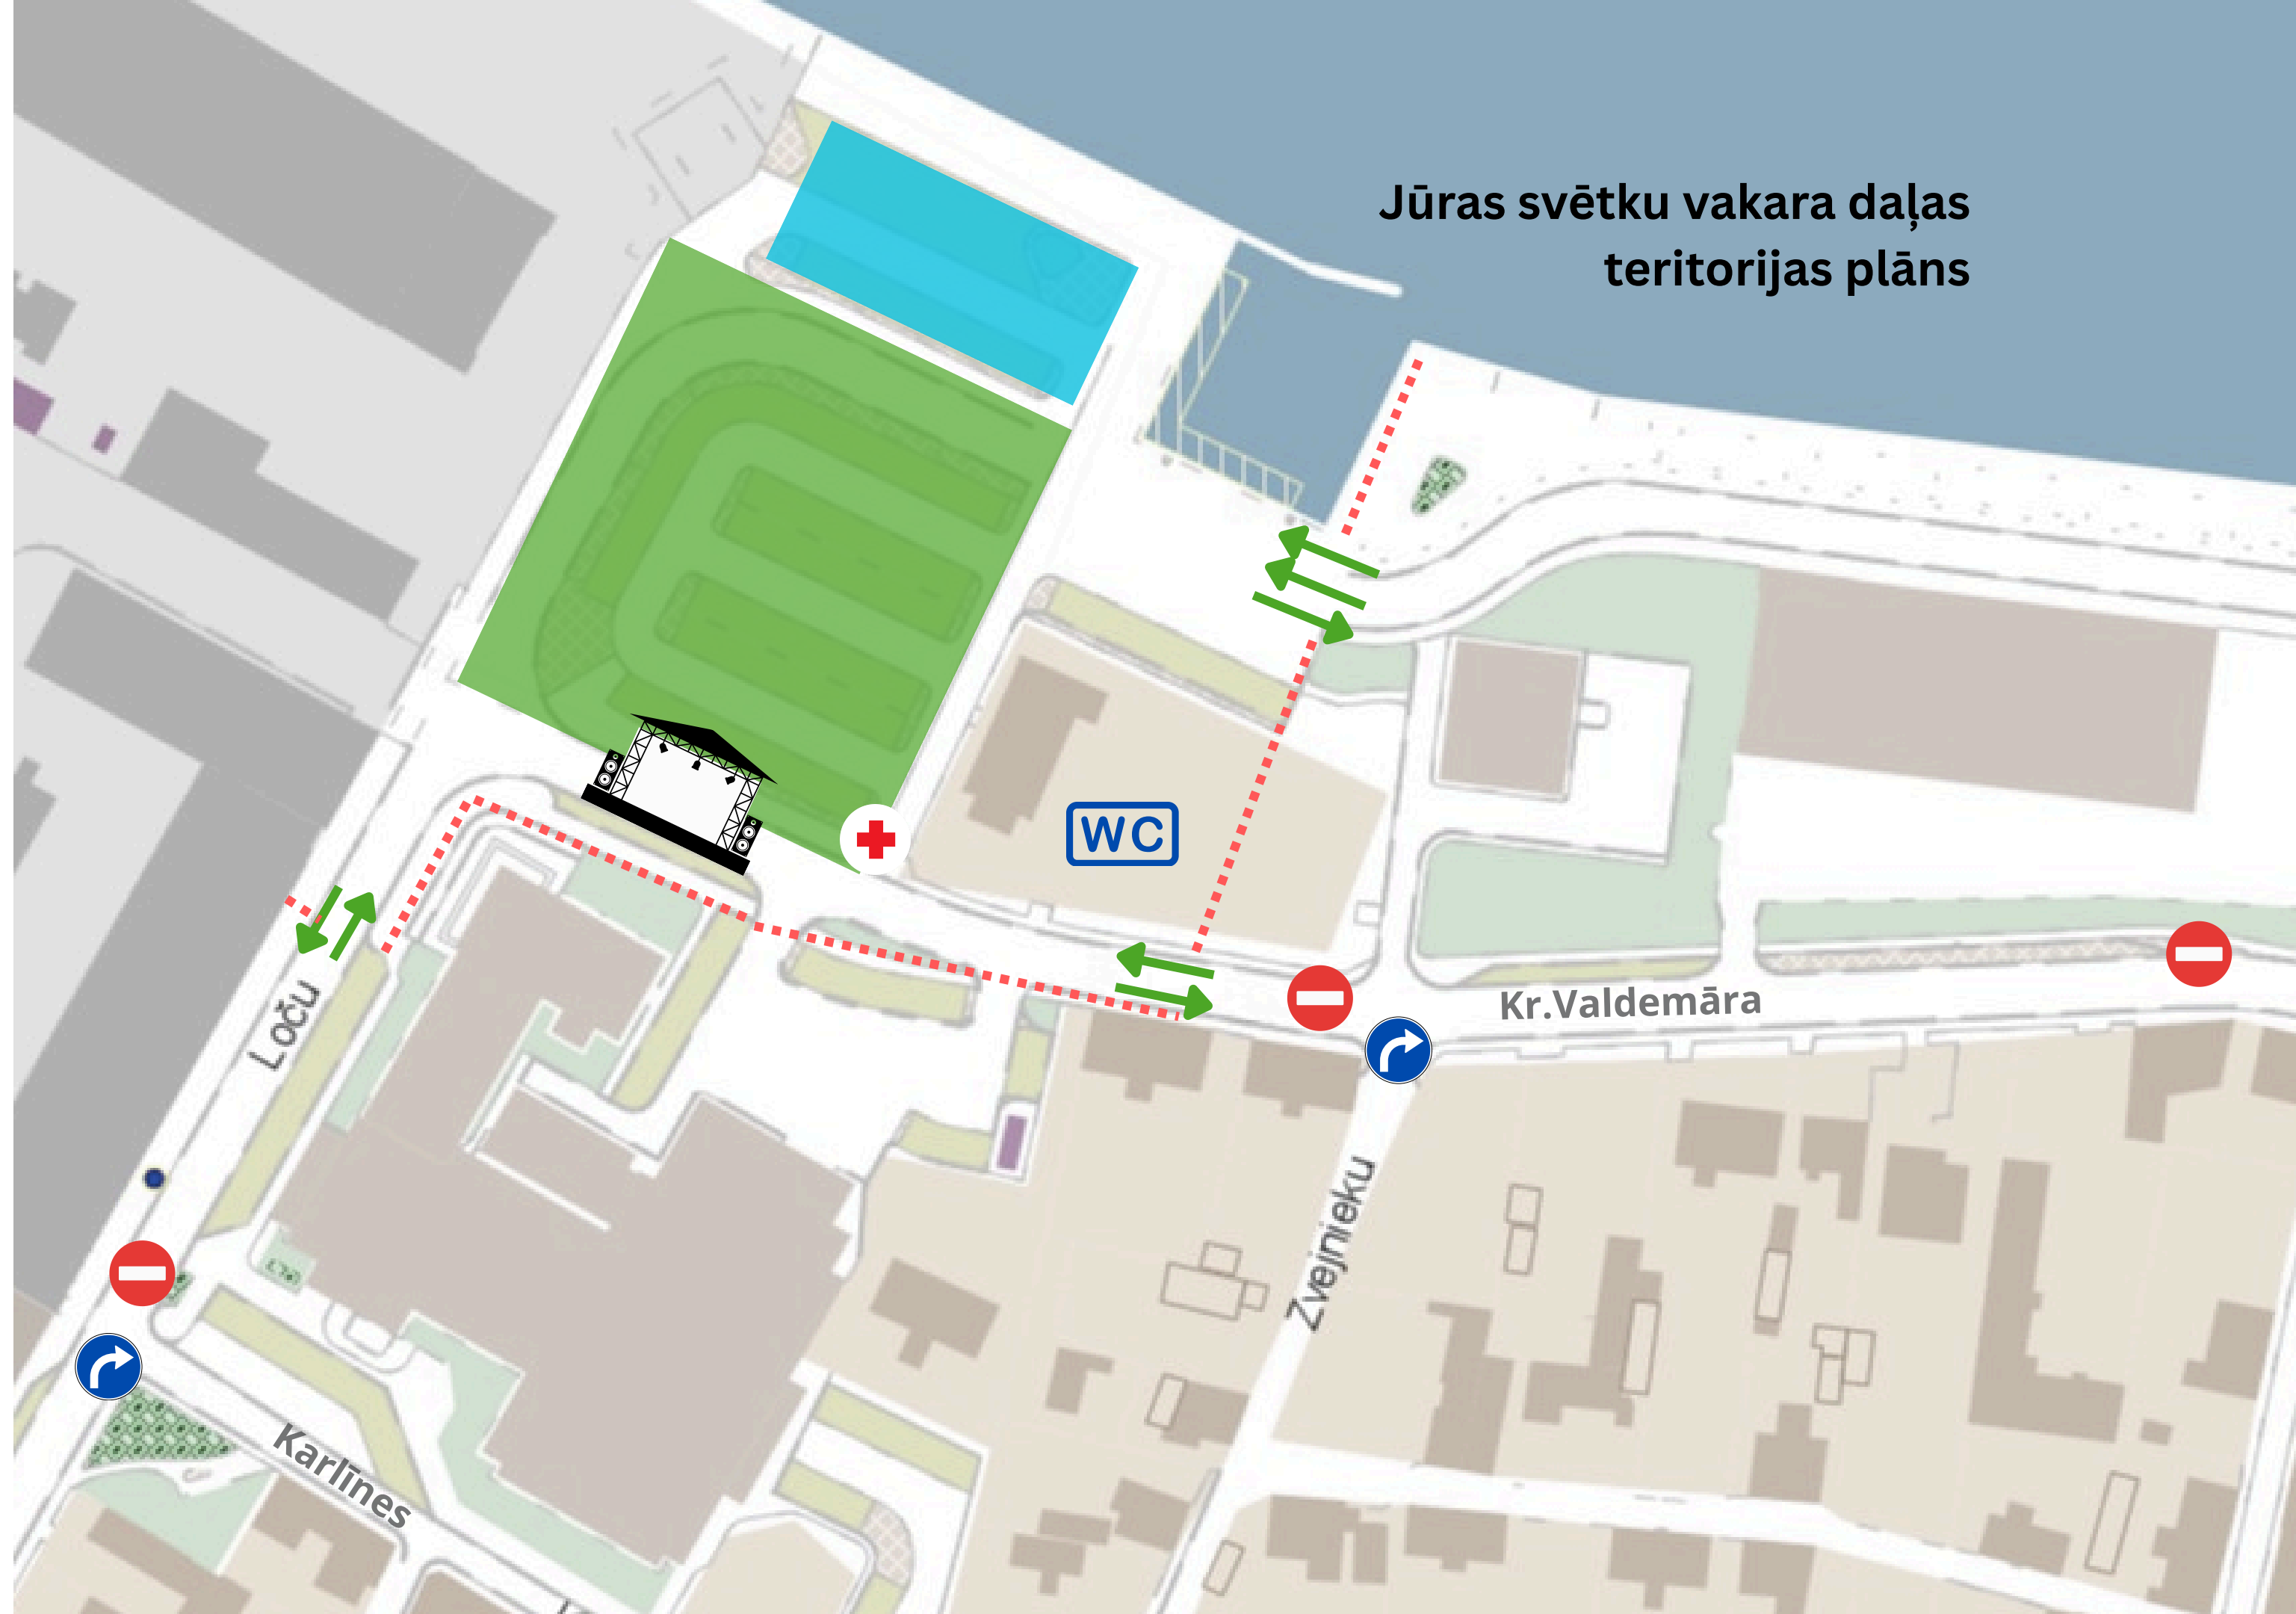 Jūras svētku vakara daļas
teritorijas plāns
WC
Kr.Valdemāra
Loču
Zvejnieku
Karlīnes